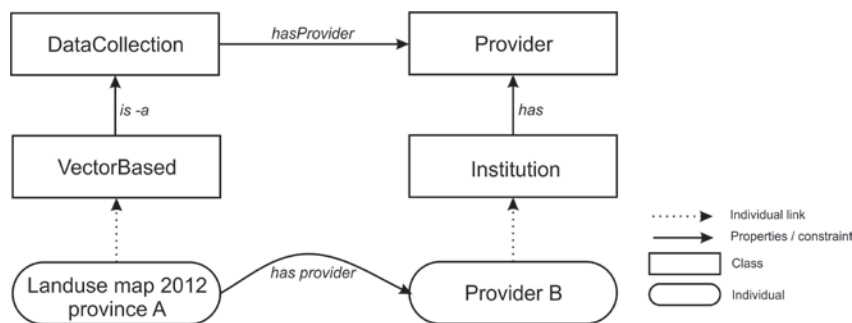 DataCollection
hasProvider
Provider
is -a
has
VectorBased
Institution
Individual link
Properties / constraint
Class
Individual
Landuse map 2012
province A
has provider
Provider B